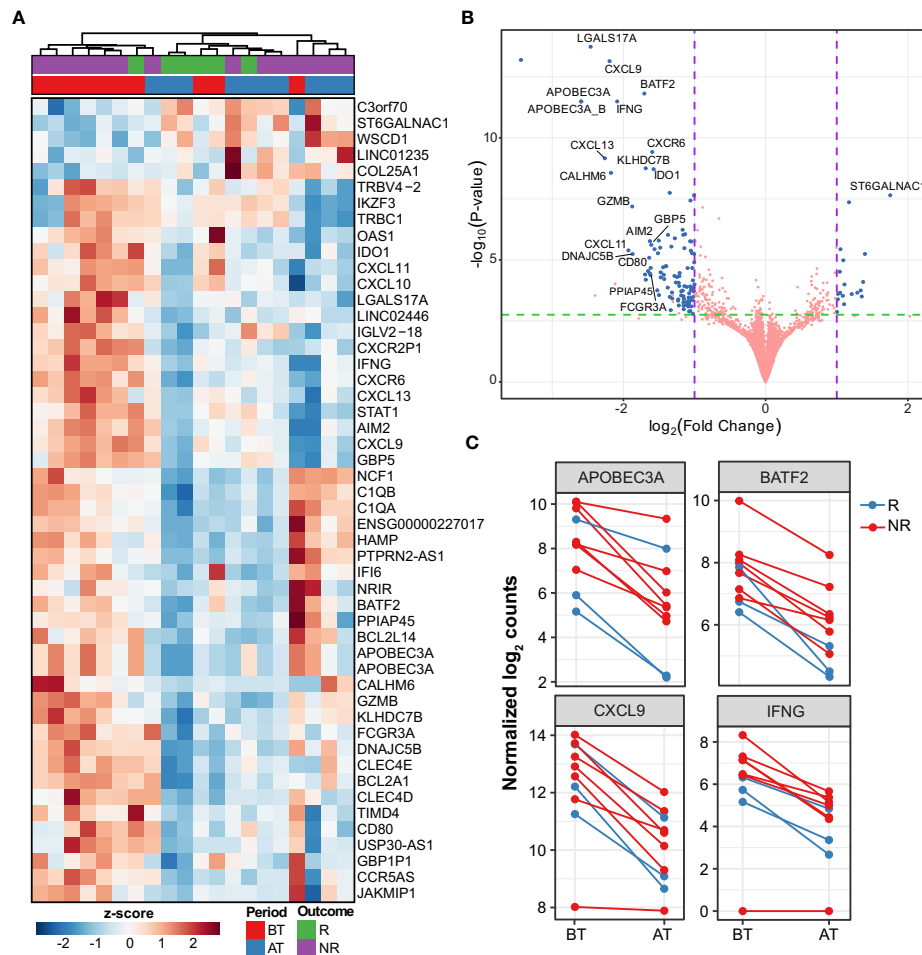 A
C3orf70
ST6GALNAC1
WSCD1
LINC01235
COL25A1
TRBV4−2
IKZF3
TRBC1
OAS1
IDO1
CXCL11
CXCL10
LGALS17A
LINC02446
IGLV2−18
CXCR2P1
IFNG
CXCR6
CXCL13
STAT1
AIM2
CXCL9
GBP5
NCF1
C1QB
C1QA
ENSG00000227017
HAMP
PTPRN2-AS1
IFI6
NRIR
BATF2
PPIAP45
BCL2L14
APOBEC3A
APOBEC3A
CALHM6
GZMB
KLHDC7B
FCGR3A
DNAJC5B
CLEC4E
BCL2A1
CLEC4D
TIMD4
CD80
USP30-AS1
GBP1P1
CCR5AS
JAKMIP1
z-score
-2 -1 0 1 2
Period Outcome
BT R
AT NR
B
LGALS17A
CXCL9
BATF2
APOBEC3A
APOBEC3A_B IFNG
CXCL13
CXCR6
KLHDC7B
CALHM6
IDO1
ST6GALNAC1
GZMB
AIM2
GBP5
CXCL11
DNAJC5B
CD80
PPIAP45
FCGR3A
-log10(P-value)
10
5
0
-2 0 2
log2(Fold Change)
C
Normalized log2 counts
APOBEC3A
10
8
6
4
2
BATF2
10
8
6
R
NR
CXCL9
14
12
10
8
BT AT
IFNG
8
6
4
2
0
BT AT